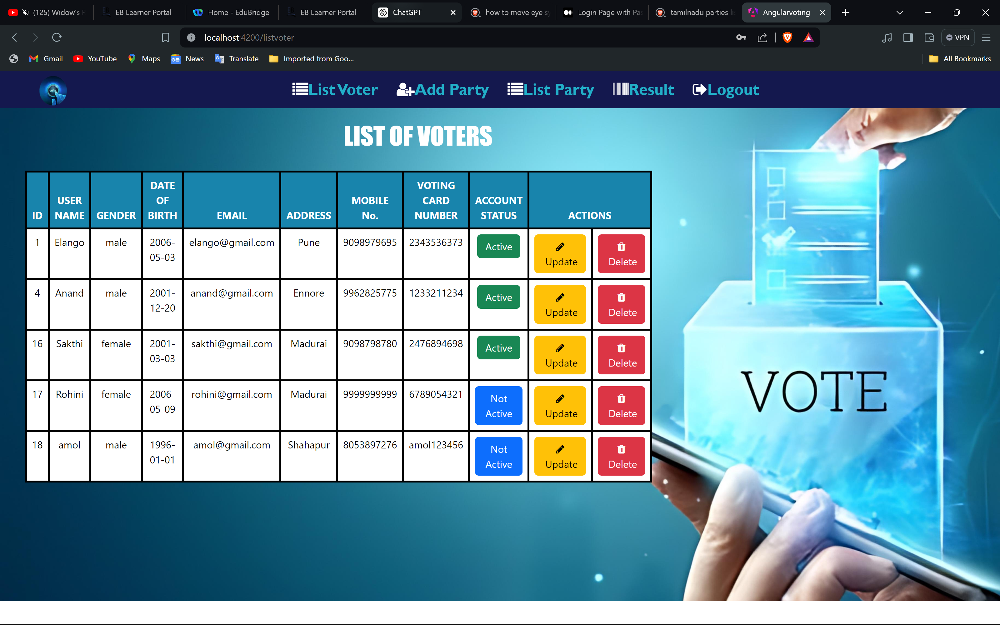 (125) Widow's
EB Learner Portal
Home - EduBridge
EB Learner Portal
ChatGPT
how to move eye
Login Page with
tamilnadu parties
Angularvoting
localhost:4200/listvoter
VPN
Gmail
YouTube
Maps
News
Translate
Imported from Goo...
All Bookmarks
VOTE
List Voter
Add Party
List Party
Result
Logout
LIST OF VOTERS
ID
USER
NAME
GENDER
DATE
OF
BIRTH
EMAIL
ADDRESS
MOBILE
No.
VOTING
CARD
NUMBER
ACCOUNT
STATUS
ACTIONS
1
Elango
male
2006-
05-03
elango@gmail.com
Pune
9098979695
2343536373
Active
Update
Delete
4
Anand
male
2001-
12-20
anand@gmail.com
Ennore
9962825775
1233211234
Active
Update
Delete
16
Sakthi
female
2001-
03-03
sakthi@gmail.com
Madurai
9098798780
2476894698
Active
Update
Delete
17
Rohini
female
2006-
05-09
rohini@gmail.com
Madurai
9999999999
6789054321
Not
Active
Update
Delete
18
amol
male
1996-
01-01
amol@gmail.com
Shahapur
8053897276
amol123456
Not
Active
Update
Delete
VOTE